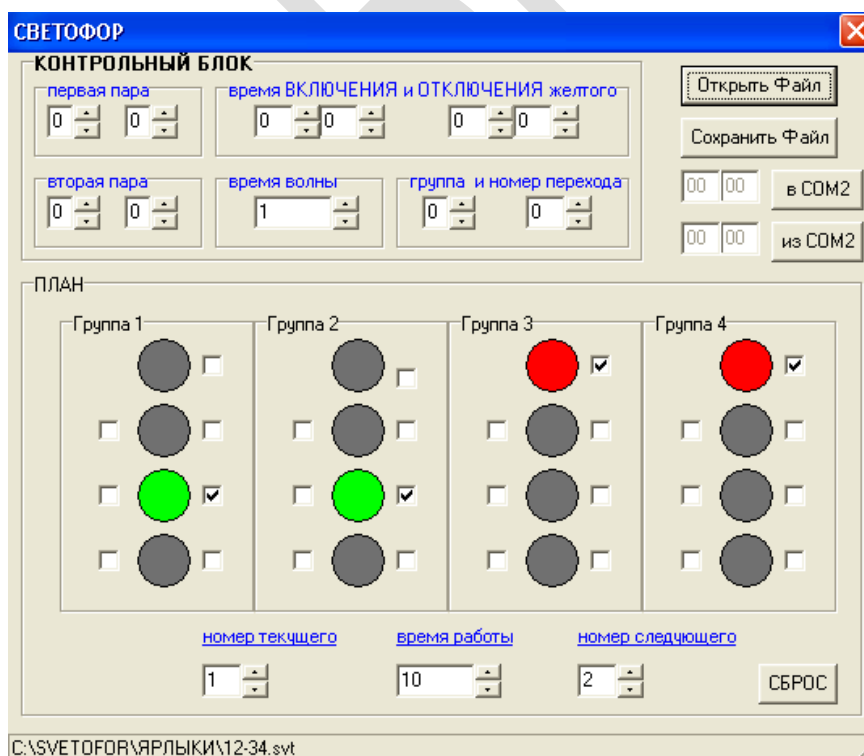 СВЕТОФОР
КОНТРОЛЬНЫЙ БЛОК
первая пара
0 0
время ВКЛЮЧЕНИЯ и ОТКЛЮЧЕНИЯ желтого
0 0 0 0
Открыть Файл
Сохранить Файл
вторая пара
0 0
время волны
1
группа и номер перехода
0 0
00 00 в COM2
00 00 из COM2
ПЛАН
Группа 1 Группа 2 Группа 3 Группа 4
номер текущего время работы номер следующего
1 10 2 СБРОС
C:\SVETOFOR\ЯРЛЫКИ\12-34.svt